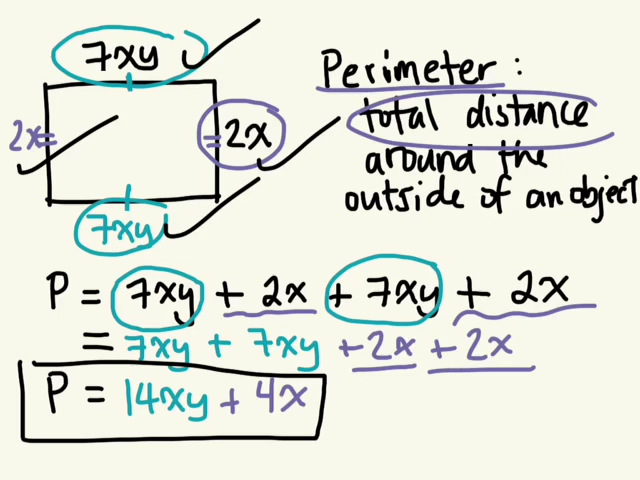 7xy
2x
2x
7xy
Perimeter:
total distance
around the
outside of an object
P = 7xy + 2x + 7xy + 2x
= 7xy + 7xy + 2x + 2x
P = 14xy + 4x